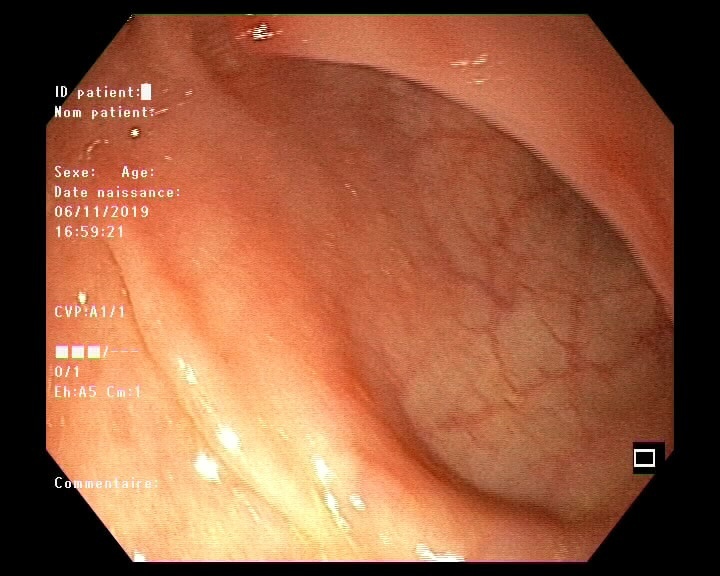 ID patient:
Nom patient:
Sexe: Age:
Date naissance:
06/11/2019
16:59:21
CVP:A1/1
■■■/---
0/1
Eh:A5 Cm:1
Commentaire: